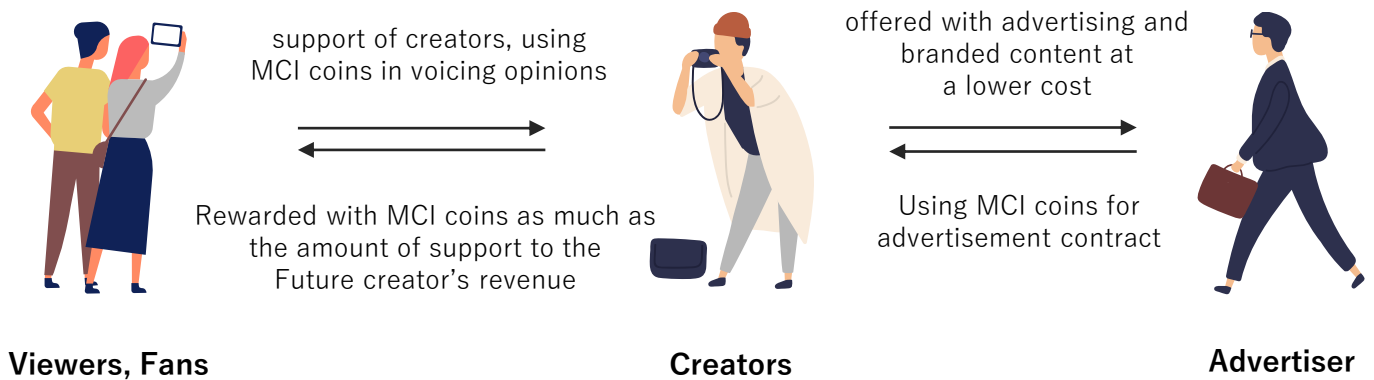 support of creators, using
MCI coins in voicing opinions
Rewarded with MCI coins as much as
the amount of support to the
Future creator's revenue
offered with advertising and
branded content at
a lower cost
Using MCI coins for
advertisement contract
Viewers, Fans
Creators
Advertiser